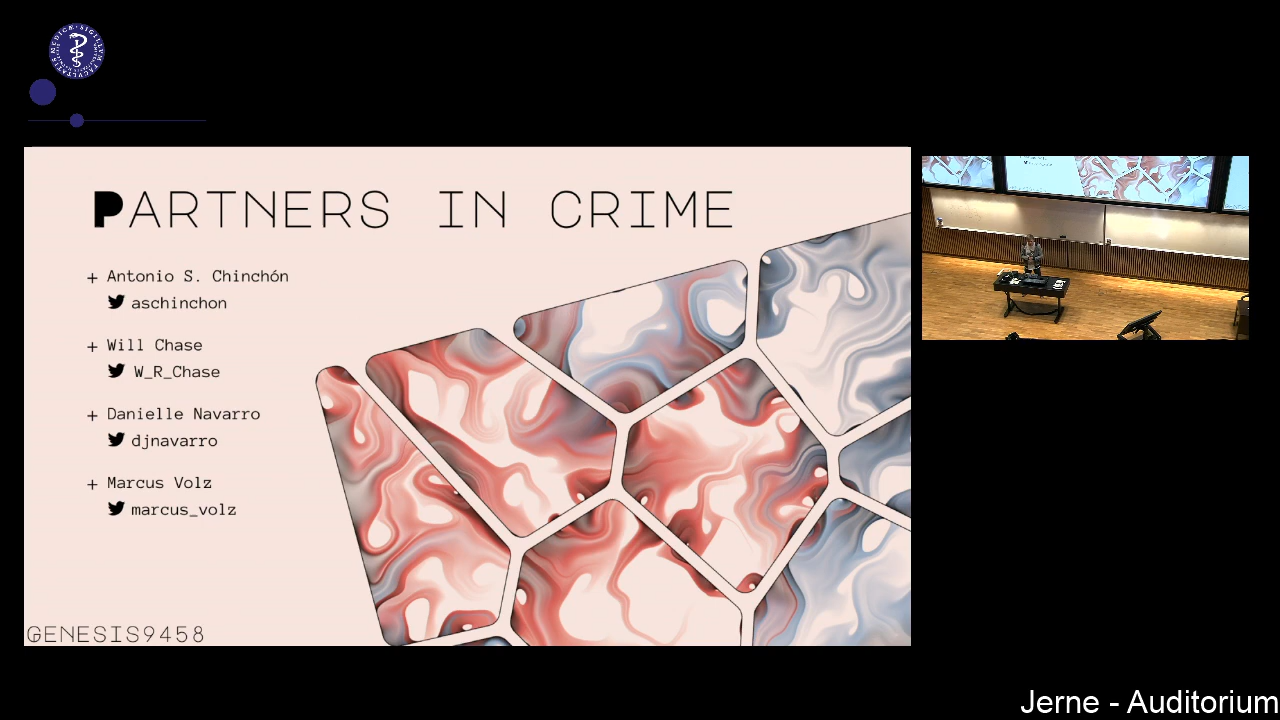 PARTNERS IN CRIME
+ Antonio S. Chinchón
aschinchon
+ Will Chase
W_R_Chase
+ Danielle Navarro
djnavarro
+ Marcus Volz
marcus_volz
GENESIS9458
Jerne - Auditorium